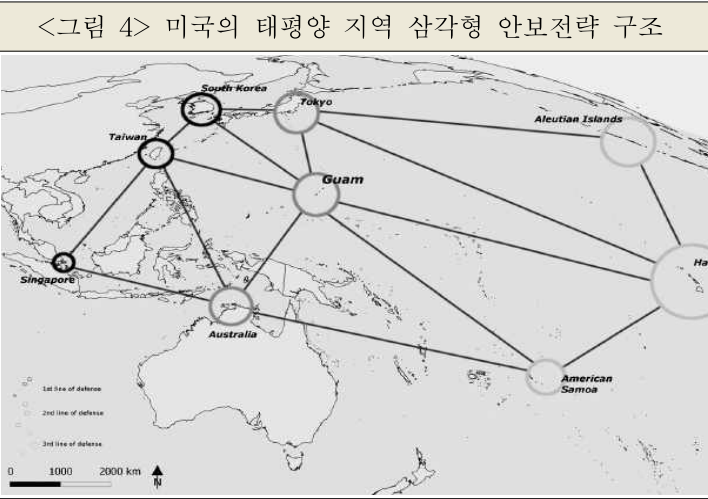 <그림 4> 미국의 태평양 지역 삼각형 안보전략 구조
South Korea
Tokyo
Aleutian Islands
Taiwan
Guam
Ha
Singapore
Australia
American
Samoa
1st line of defense
2nd line of defense
3rd line of defense
0 1000 2000 km
N